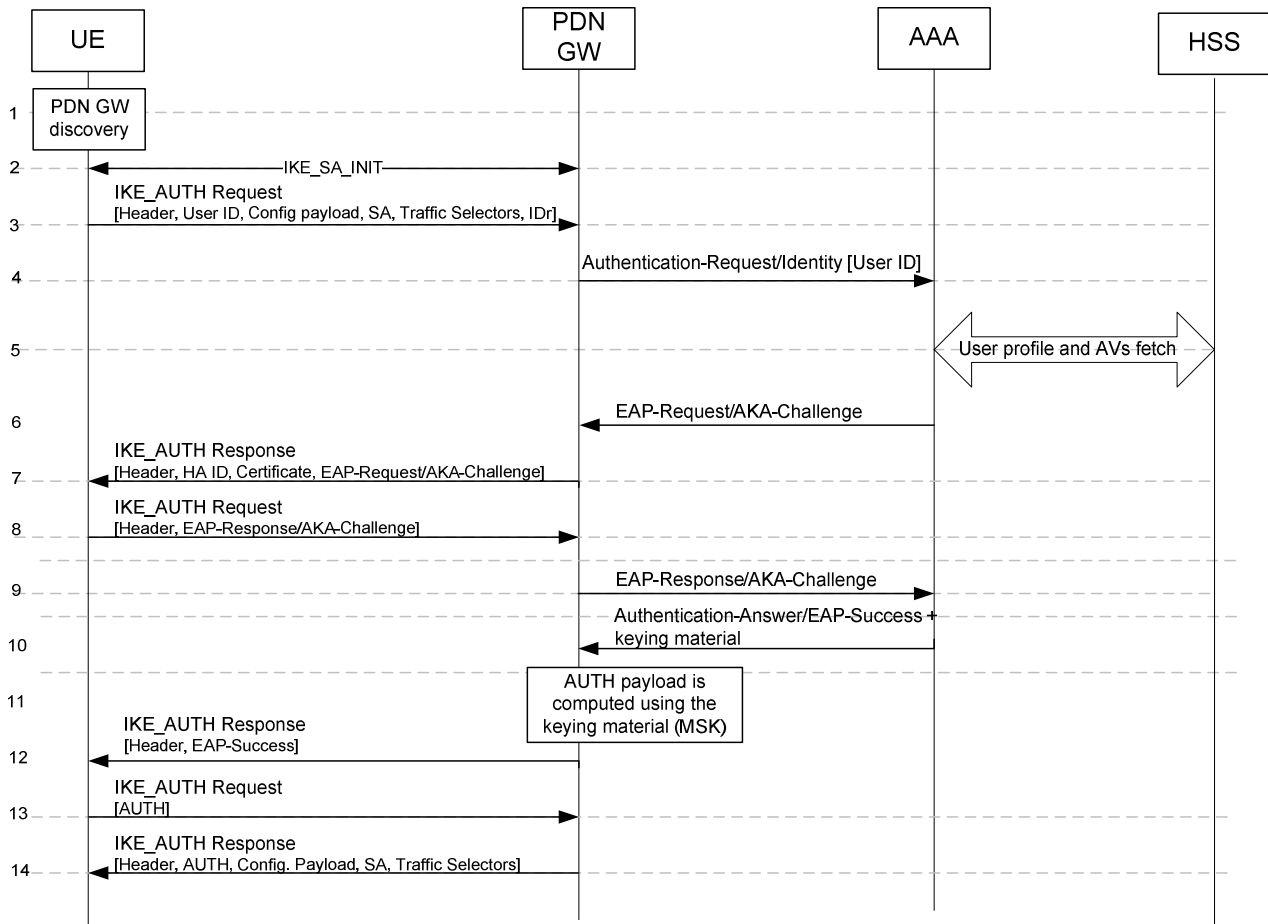 UE
PDN
GW
AAA
HSS
1
PDN GW
discovery
2
IKE_SA_INIT
IKE_AUTH Request
[Header, User ID, Config payload, SA, Traffic Selectors, IDr]
3
Authentication-Request/Identity [User ID]
4
5
User profile and AVs fetch
EAP-Request/AKA-Challenge
6
IKE_AUTH Response
[Header, HA ID, Certificate, EAP-Request/AKA-Challenge]
7
IKE_AUTH Request
[Header, EAP-Response/AKA-Challenge]
8
EAP-Response/AKA-Challenge
9
Authentication-Answer/EAP-Success +
keying material
10
AUTH payload is
computed using the
keying material (MSK)
11
IKE_AUTH Response
[Header, EAP-Success]
12
IKE_AUTH Request
[AUTH]
13
IKE_AUTH Response
[Header, AUTH, Config. Payload, SA, Traffic Selectors]
14